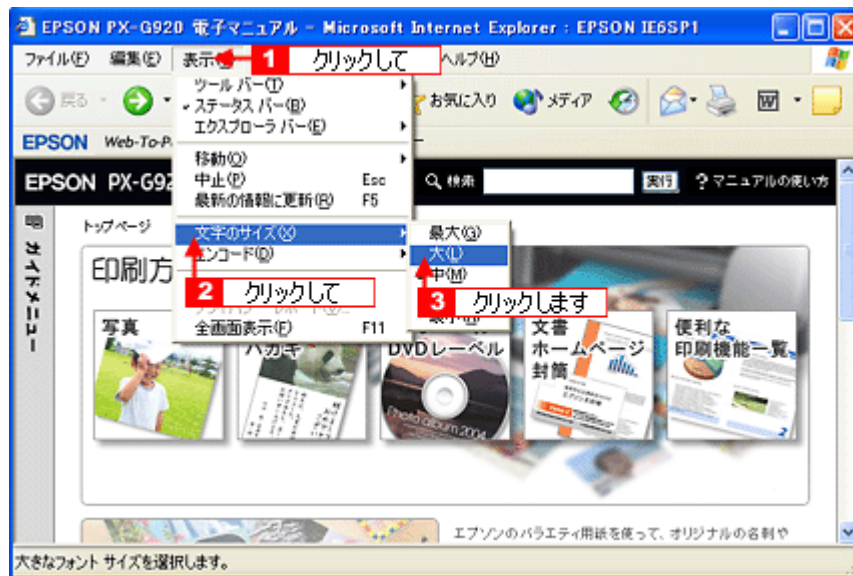 EPSON PX-G920 電子マニュアル - Microsoft Internet Explorer : EPSON IE6SP1
ファイル(F) 編集(E) 表示 1 クリックして ヘルプ(H)
戻る お気に入り メディア
ツール バー(T)
ステータス バー(B)
エクスプローラ バー(E)
EPSON Web-To-P
移動(O)
中止(P) Esc
最新の情報に更新(R) F5
EPSON PX-G92 検索 実行 ? マニュアルの使い方
トップページ
文字のサイズ(X)
エンコード(D)
最大(G)
大(L)
中(M)
2 クリックして
3 クリックします
全画面表示(F) F11
ガイドメニュー
印刷方
写真
ハガキ
DVDレーベル
Photo album 2004
文書
ホームページ
封筒
便利な
印刷機能一覧
エプソンのバラエティ用紙を使って、オリジナルの名刺や
大きなフォント サイズを選択します。